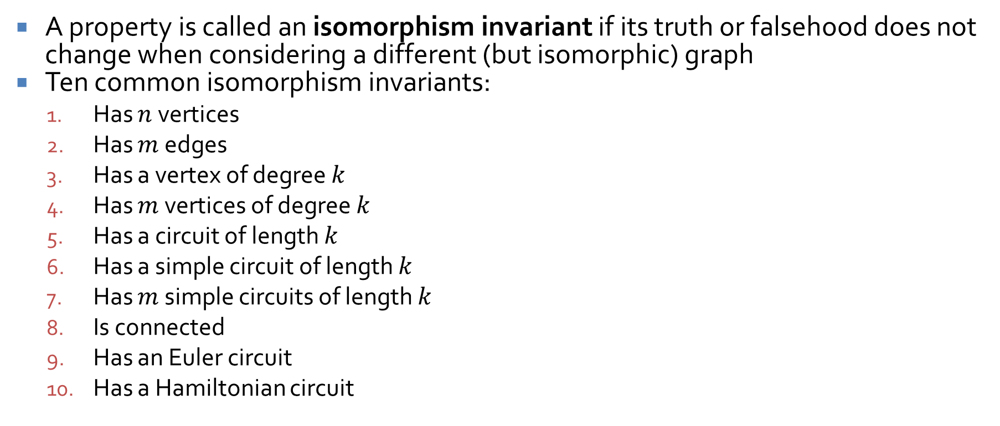 ▪ A property is called an isomorphism invariant if its truth or falsehood does not
change when considering a different (but isomorphic) graph
▪ Ten common isomorphism invariants:
1. Has n vertices
2. Has m edges
3. Has a vertex of degree k
4. Has m vertices of degree k
5. Has a circuit of length k
6. Has a simple circuit of length k
7. Has m simple circuits of length k
8. Is connected
9. Has an Euler circuit
10. Has a Hamiltonian circuit